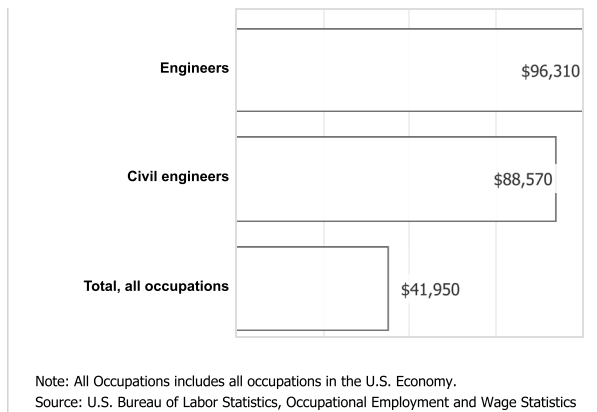 Engineers
$96,310
Civil engineers
$88,570
Total, all occupations
$41,950
Note: All Occupations includes all occupations in the U.S. Economy.
Source: U.S. Bureau of Labor Statistics, Occupational Employment and Wage Statistics